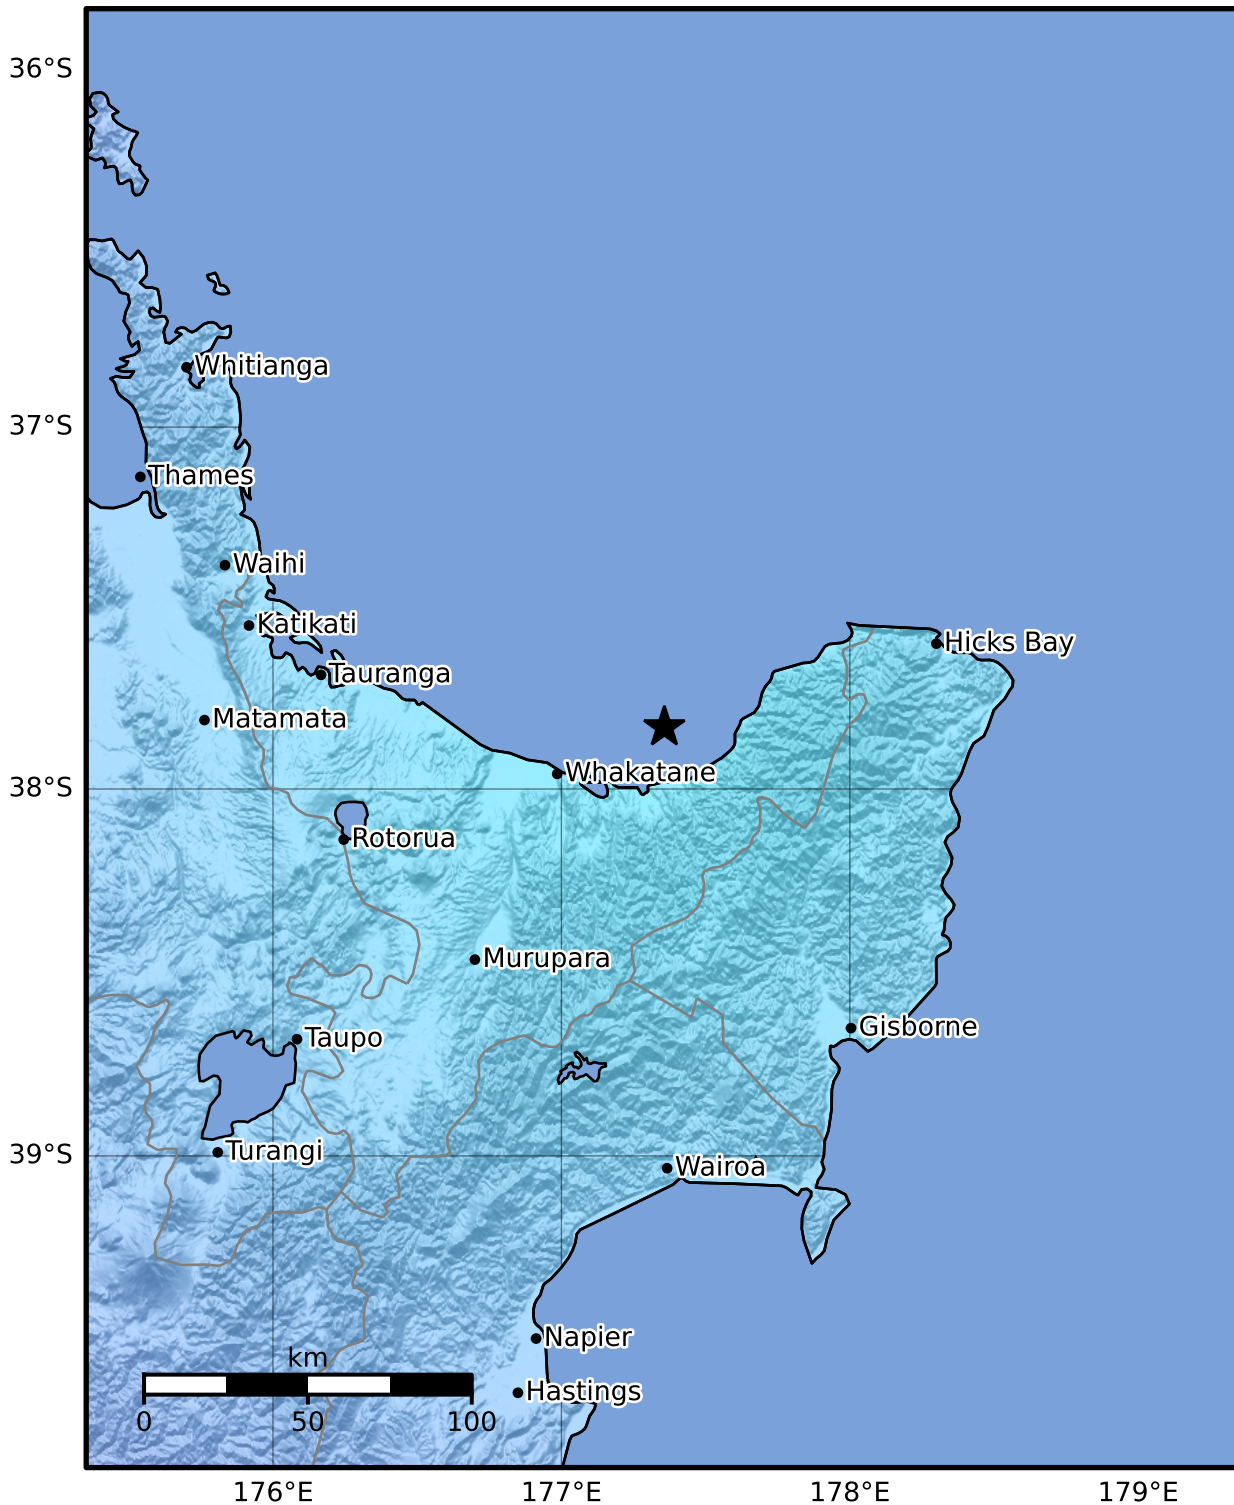 36°S
Whitianga
37°S
Thames
Waihi
Katikati
Hicks Bay
Tauranga
Matamata
Whakatane
38°S
Rotorua
Murupara
Gisborne
Taupo
Turangi
39°S
Wairoa
Napier
km
Hastings
0 50 100
176°E 177°E 178°E 179°E